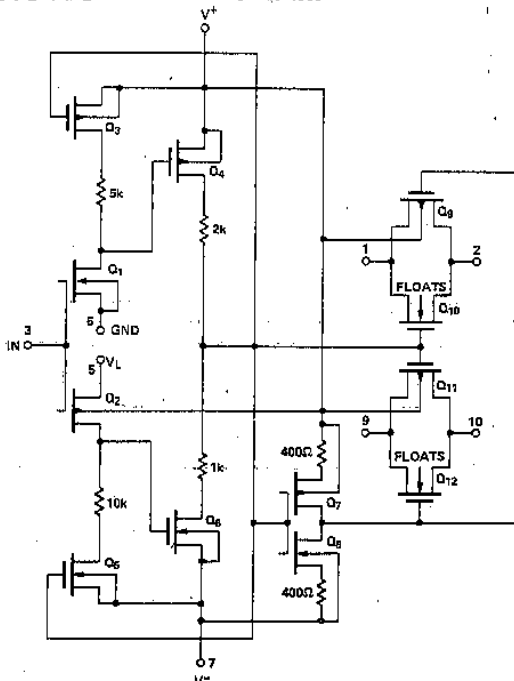 V+
Q3
Q4
5k
2k
Q9
1
2
Q1
FLOATS
6
GND
Q10
3
IN
5
VL
Q2
Q11
9
10
400Ω
FLOATS
Q12
1k
Q7
10k
Q6
Q8
Q5
400Ω
7